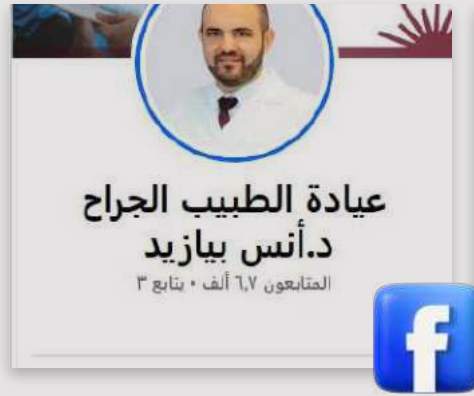 عيادة الطبيب الجراح
د.أنس بيازيد
المتابعون ٦,٧ ألف • يتابع ٣